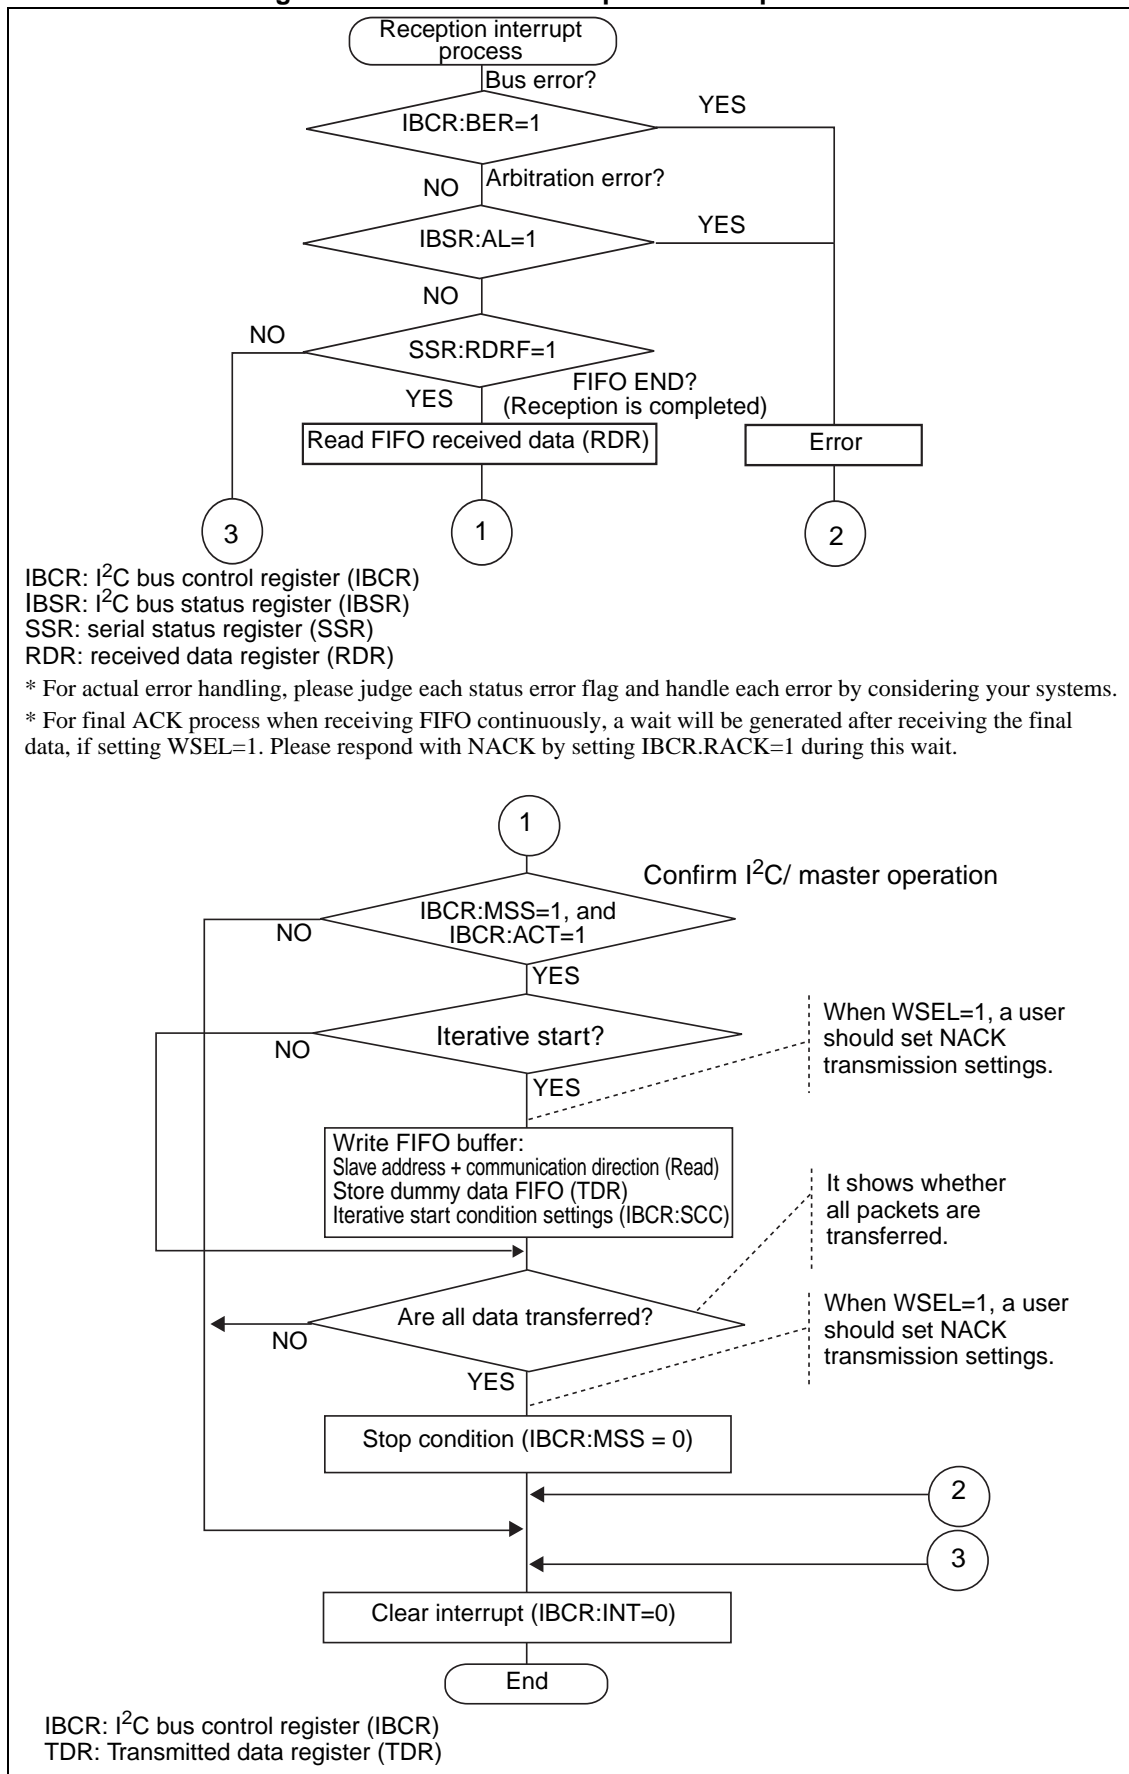 Reception interrupt
process
Bus error?
YES
IBCR:BER=1
Arbitration error?
NO
YES
IBSR:AL=1
NO
NO
SSR:RDRF=1
YES
FIFO END?
(Reception is completed)
Read FIFO received data (RDR)
Error
3
1
2
IBCR: I2C bus control register (IBCR)
IBSR: I2C bus status register (IBSR)
SSR: serial status register (SSR)
RDR: received data register (RDR)
* For actual error handling, please judge each status error flag and handle each error by considering your systems.
* For final ACK process when receiving FIFO continuously, a wait will be generated after receiving the final
data, if setting WSEL=1. Please respond with NACK by setting IBCR.RACK=1 during this wait.
1
Confirm I2C/ master operation
IBCR:MSS=1, and
IBCR:ACT=1
NO
YES
Iterative start?
NO
YES
When WSEL=1, a user
should set NACK
transmission settings.
Write FIFO buffer:
Slave address + communication direction (Read)
Store dummy data FIFO (TDR)
Iterative start condition settings (IBCR:SCC)
It shows whether
all packets are
transferred.
Are all data transferred?
NO
YES
When WSEL=1, a user
should set NACK
transmission settings.
Stop condition (IBCR:MSS = 0)
2
3
Clear interrupt (IBCR:INT=0)
End
IBCR: I2C bus control register (IBCR)
TDR: Transmitted data register (TDR)